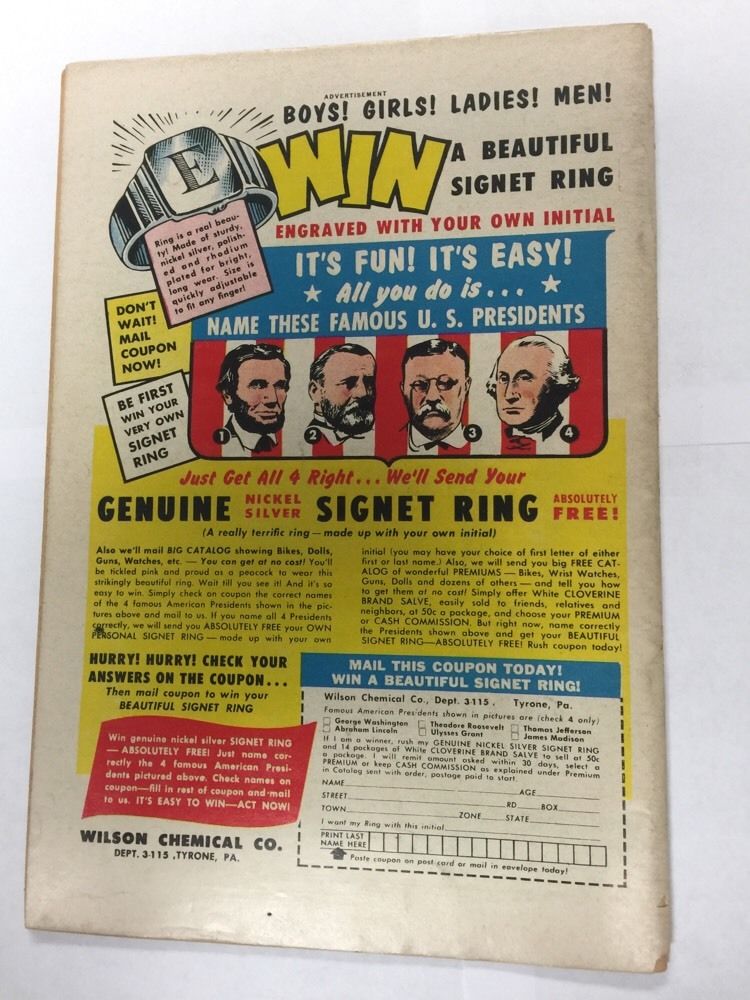 ADVERTISEMENT
BOYS! GIRLS! LADIES! MEN!
WIN
A BEAUTIFUL
SIGNET RING
ENGRAVED WITH YOUR OWN INITIAL
E
Ring is a real beau-
ty! Made of sturdy,
nickel silver, polish-
ed and rhodium
plated for bright,
long wear. Size is
quickly adjustable
to fit any finger!
IT'S FUN! IT'S EASY!
★ All you do is... ★
NAME THESE FAMOUS U. S. PRESIDENTS
DON'T
WAIT!
MAIL
COUPON
NOW!
BE FIRST
WIN YOUR
VERY OWN
SIGNET
RING
1 2 3 4
Just Get All 4 Right... We'll Send Your
GENUINE NICKEL SILVER SIGNET RING ABSOLUTELY FREE!
(A really terrific ring — made up with your own initial)
Also we'll mail BIG CATALOG showing Bikes, Dolls,
Guns, Watches, etc. — You can get at no cost! You'll
be tickled pink and proud as a peacock to wear this
strikingly beautiful ring. Wait till you see it! And it's so
easy to win. Simply check on coupon the correct names
of the 4 famous American Presidents shown in the pic-
tures above and mail to us. If you name all 4 Presidents
correctly, we will send you ABSOLUTELY FREE your OWN
PERSONAL SIGNET RING — made up with your own
initial (you may have your choice of first letter of either
first or last name.) Also, we will send you big FREE CAT-
ALOG of wonderful PREMIUMS — Bikes, Wrist Watches,
Guns, Dolls and dozens of others — and tell you how
to get them at no cost! Simply offer White CLOVERINE
BRAND SALVE, easily sold to friends, relatives and
neighbors, at 50c a package, and choose your PREMIUM
or CASH COMMISSION. But right now, name correctly
the Presidents shown above and get your BEAUTIFUL
SIGNET RING—ABSOLUTELY FREE! Rush coupon today!
HURRY! HURRY! CHECK YOUR
ANSWERS ON THE COUPON...
Then mail coupon to win your
BEAUTIFUL SIGNET RING
Win genuine nickel silver SIGNET RING
— ABSOLUTELY FREE! Just name cor-
rectly the 4 famous American Presi-
dents pictured above. Check names on
coupon—fill in rest of coupon and mail
to us. IT'S EASY TO WIN—ACT NOW!
WILSON CHEMICAL CO.
DEPT. 3-115 ,TYRONE, PA.
MAIL THIS COUPON TODAY!
WIN A BEAUTIFUL SIGNET RING!
Wilson Chemical Co., Dept. 3-115 . Tyrone, Pa.
Famous American Presidents shown in pictures are (check 4 only)
George Washington Theodore Roosevelt Thomas Jefferson
Abraham Lincoln Ulysses Grant James Madison
If I am a winner, rush my GENUINE NICKEL SILVER SIGNET RING
and 14 packages of White CLOVERINE BRAND SALVE to sell at 50c
a package. I will remit amount asked within 30 days, select a
PREMIUM or keep CASH COMMISSION as explained under Premium
in Catalog sent with order, postage paid to start.
NAME AGE
STREET RD BOX
TOWN ZONE STATE
I want my Ring with this initial
PRINT LAST
NAME HERE
Paste coupon on post card or mail in envelope today!